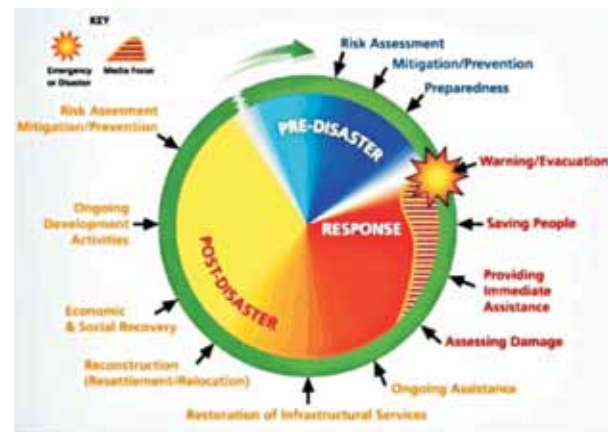 KEY
Emergency
or Disaster
Media Focus
Risk Assessment
Mitigation/Prevention
Preparedness
Warning/Evacuation
Saving People
Providing
Immediate
Assistance
Assessing Damage
Ongoing Assistance
Restoration of Infrastructural Services
Reconstruction
(Resettlement/Relocation)
Economic
& Social Recovery
Ongoing
Development
Activities
Risk Assesment
Mitigation/Prevention
PRE-DISASTER
RESPONSE
POST-DISASTER